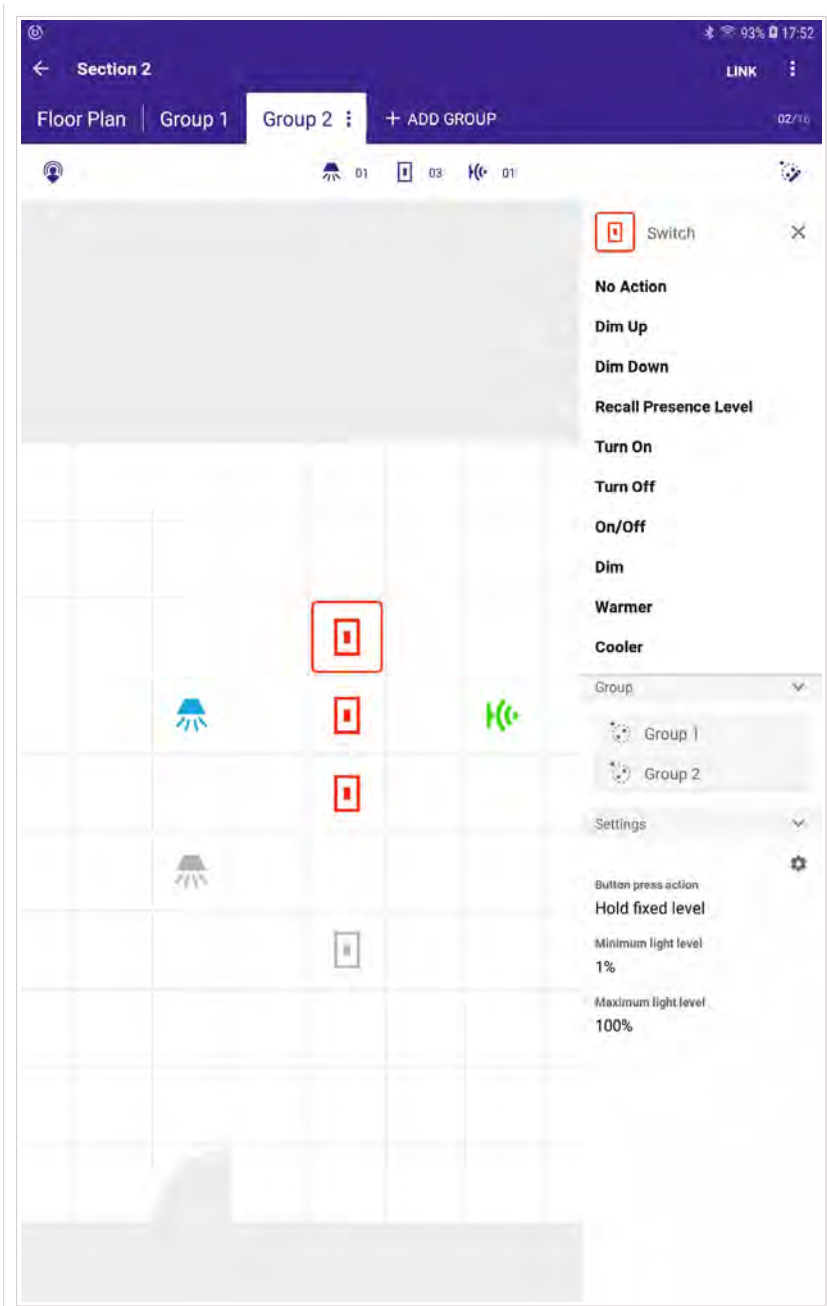 93% 17:52
Section 2 LINK
Floor Plan Group 1 Group 2 + ADD GROUP 02/16
01 03 01
Switch
No Action
Dim Up
Dim Down
Recall Presence Level
Turn On
Turn Off
On/Off
Dim
Warmer
Cooler
Group
Group 1
Group 2
Settings
Button press action
Hold fixed level
Minimum light level
1%
Maximum light level
100%